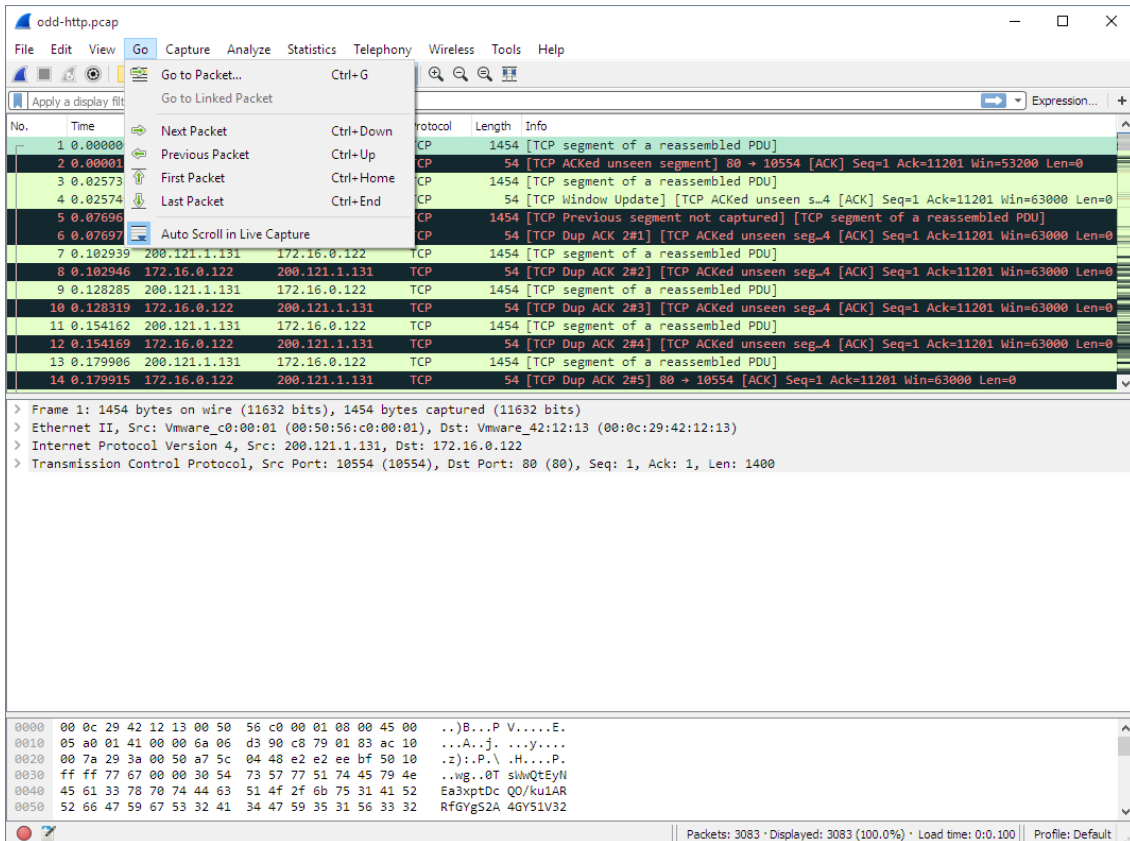 odd-http.pcap
File Edit View Go Capture Analyze Statistics Telephony Wireless Tools Help
Go to Packet... Ctrl+G
Apply a display filt Go to Linked Packet Expression... +
No. Time Next Packet Ctrl+Down rotocol Length Info
1 0.00000 CP 1454 [TCP segment of a reassembled PDU]
Previous Packet Ctrl+Up
2 0.00001 CP 54 [TCP ACKed unseen segment] 80 → 10554 [ACK] Seq=1 Ack=11201 Win=53200 Len=0
First Packet Ctrl+Home
3 0.02573 CP 1454 [TCP segment of a reassembled PDU]
4 0.02574 Last Packet Ctrl+End CP 54 [TCP Window Update] [TCP ACKed unseen s…4 [ACK] Seq=1 Ack=11201 Win=63000 Len=0
5 0.07696 CP 1454 [TCP Previous segment not captured] [TCP segment of a reassembled PDU]
6 0.07697 Auto Scroll in Live Capture CP 54 [TCP Dup ACK 2#1] [TCP ACKed unseen seg…4 [ACK] Seq=1 Ack=11201 Win=63000 Len=0
7 0.102939 200.121.1.131 172.16.0.122 TCP 1454 [TCP segment of a reassembled PDU]
8 0.102946 172.16.0.122 200.121.1.131 TCP 54 [TCP Dup ACK 2#2] [TCP ACKed unseen seg…4 [ACK] Seq=1 Ack=11201 Win=63000 Len=0
9 0.128285 200.121.1.131 172.16.0.122 TCP 1454 [TCP segment of a reassembled PDU]
10 0.128319 172.16.0.122 200.121.1.131 TCP 54 [TCP Dup ACK 2#3] [TCP ACKed unseen seg…4 [ACK] Seq=1 Ack=11201 Win=63000 Len=0
11 0.154162 200.121.1.131 172.16.0.122 TCP 1454 [TCP segment of a reassembled PDU]
12 0.154169 172.16.0.122 200.121.1.131 TCP 54 [TCP Dup ACK 2#4] [TCP ACKed unseen seg…4 [ACK] Seq=1 Ack=11201 Win=63000 Len=0
13 0.179906 200.121.1.131 172.16.0.122 TCP 1454 [TCP segment of a reassembled PDU]
14 0.179915 172.16.0.122 200.121.1.131 TCP 54 [TCP Dup ACK 2#5] 80 → 10554 [ACK] Seq=1 Ack=11201 Win=63000 Len=0
> Frame 1: 1454 bytes on wire (11632 bits), 1454 bytes captured (11632 bits)
> Ethernet II, Src: Vmware_c0:00:01 (00:50:56:c0:00:01), Dst: Vmware_42:12:13 (00:0c:29:42:12:13)
> Internet Protocol Version 4, Src: 200.121.1.131, Dst: 172.16.0.122
> Transmission Control Protocol, Src Port: 10554 (10554), Dst Port: 80 (80), Seq: 1, Ack: 1, Len: 1400
0000 00 0c 29 42 12 13 00 50 56 c0 00 01 08 00 45 00 ..)B...P V.....E.
0010 05 a0 01 41 00 00 6a 06 d3 90 c8 79 01 83 ac 10 ...A..j. ...y....
0020 00 7a 29 3a 00 50 a7 5c 04 48 e2 e2 ee bf 50 10 .z):.P.\ .H....P.
0030 ff ff 77 67 00 00 30 54 73 57 77 51 74 45 79 4e ..wg..0T sWwQtEyN
0040 45 61 33 78 70 74 44 63 51 4f 2f 6b 75 31 41 52 Ea3xptDc QO/ku1AR
0050 52 66 47 59 67 53 32 41 34 47 59 35 31 56 33 32 RfGYgS2A 4GY51V32
Packets: 3083 · Displayed: 3083 (100.0%) · Load time: 0:0.100 Profile: Default